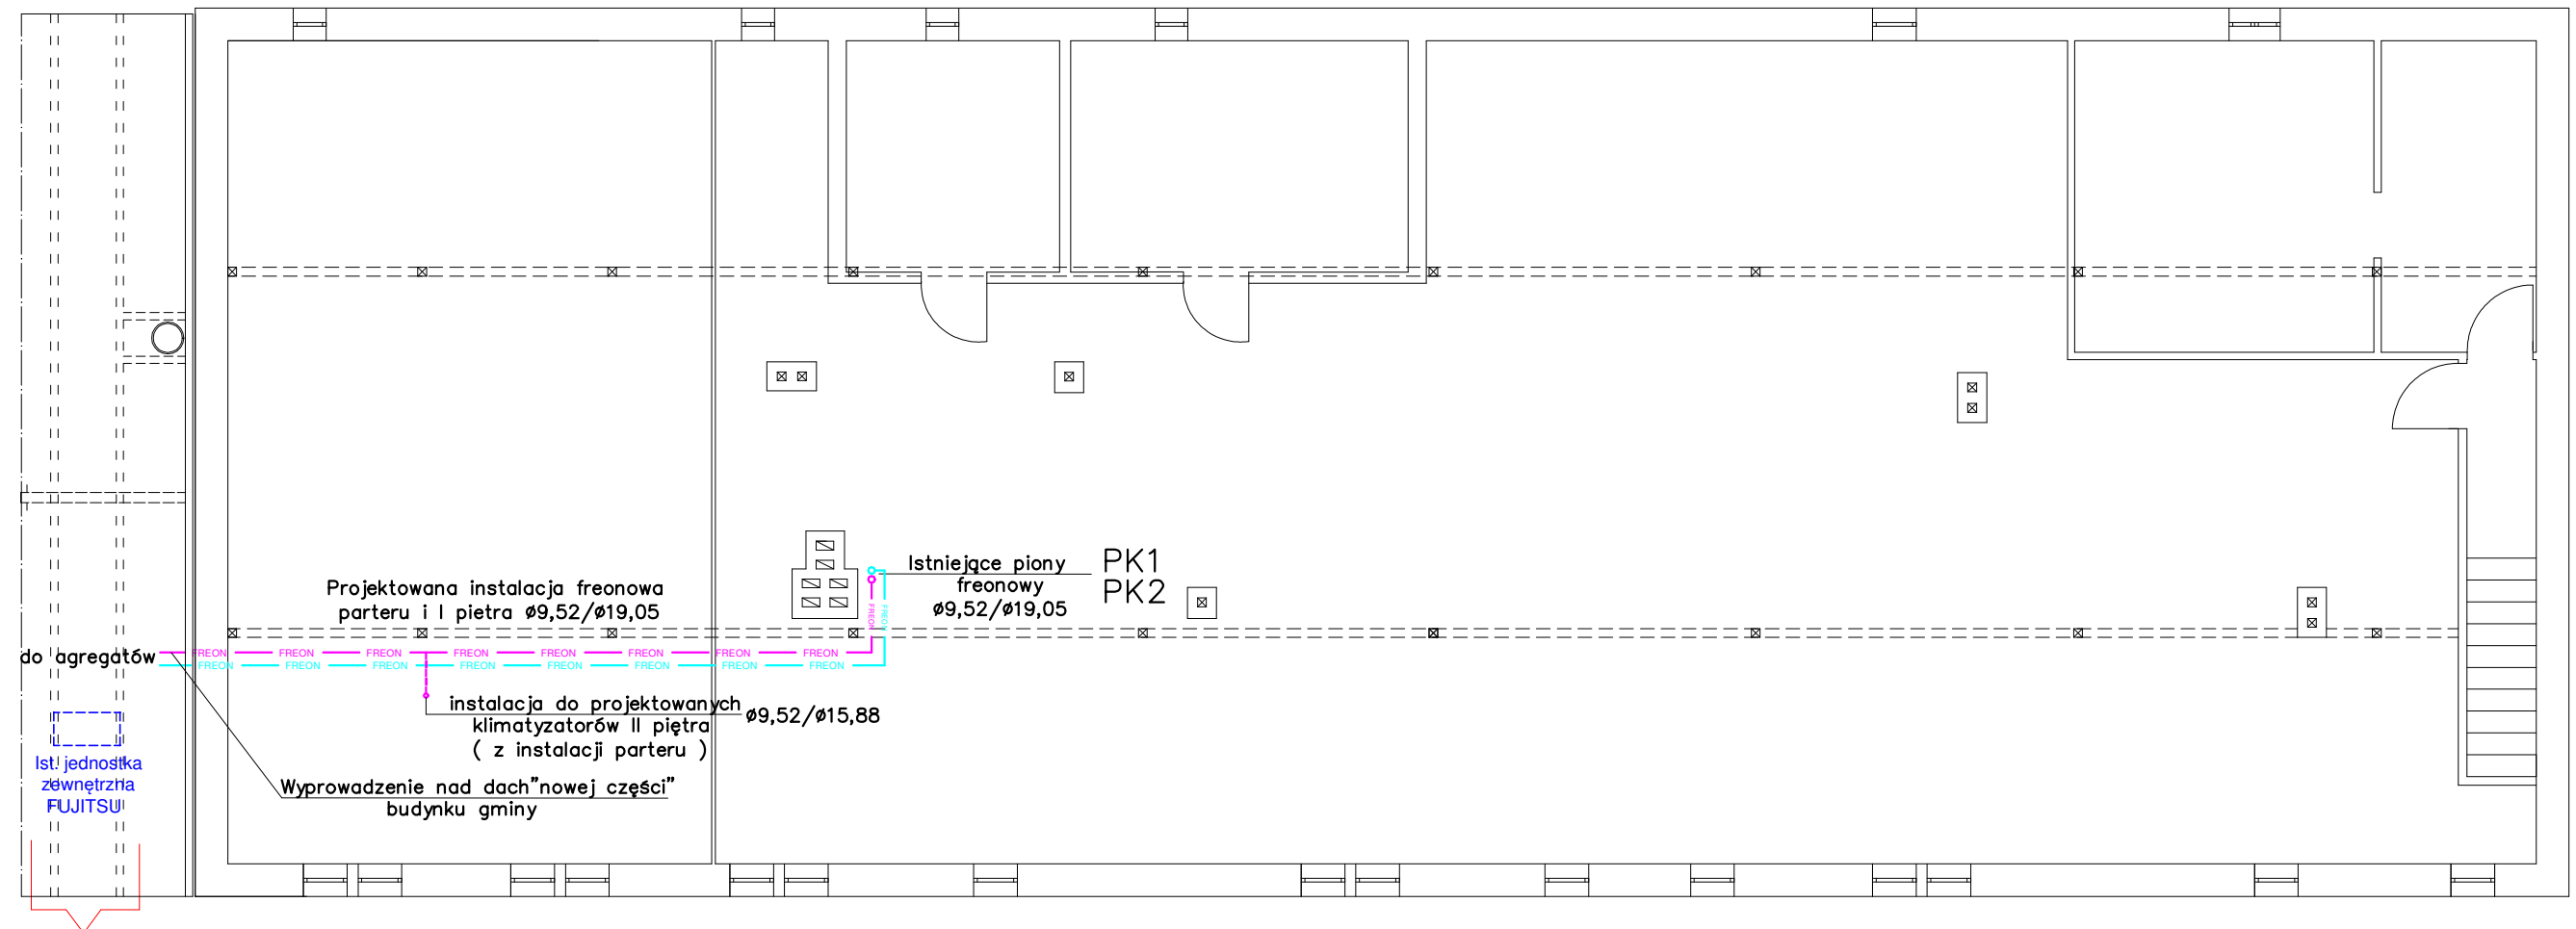 Istniejące piony
freonowy
ø9,52/ø19,05
PK1
PK2
Projektowana instalacja freonowa
parteru i I pietra ø9,52/ø19,05
FREON
FREON
do agregatów
FREON FREON FREON FREON FREON FREON FREON FREON
FREON FREON FREON FREON FREON FREON FREON FREON
instalacja do projektowanych
klimatyzatorów II piętra
( z instalacji parteru )
ø9,52/ø15,88
Ist. jednostka
zewnętrzna
FUJITSU
Wyprowadzenie nad dach"nowej części"
budynku gminy